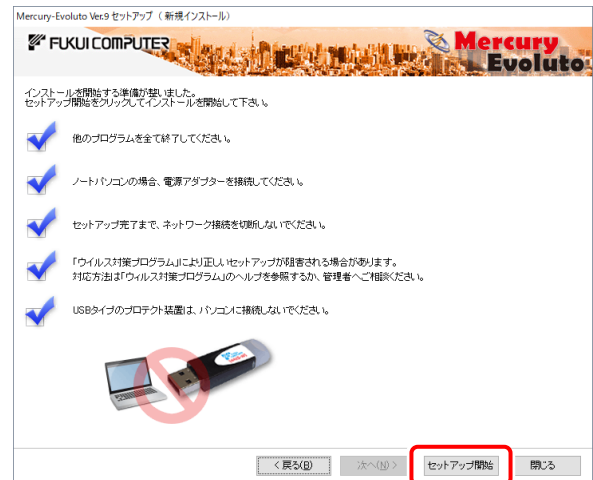 Mercury-Evoluto Ver.9 セットアップ（ 新規インストール）
FUKUI COMPUTER
Mercury
Evoluto
インストールを開始する準備が整いました。
セットアップ開始をクリックしてインストールを開始して下さい。
他のプログラムを全て終了してください。
ノートパソコンの場合、電源アダプターを接続してください。
セットアップ完了まで、ネットワーク接続を切断しないでください。
「ウイルス対策プログラム」により正しいセットアップが阻害される場合があります。
対応方法は「ウィルス対策プログラム」のヘルプを参照するか、管理者へご相談ください。
USBタイプのプロテクト装置は、パソコンに接続しないでください。
< 戻る(B)
次へ(N) >
セットアップ開始
閉じる